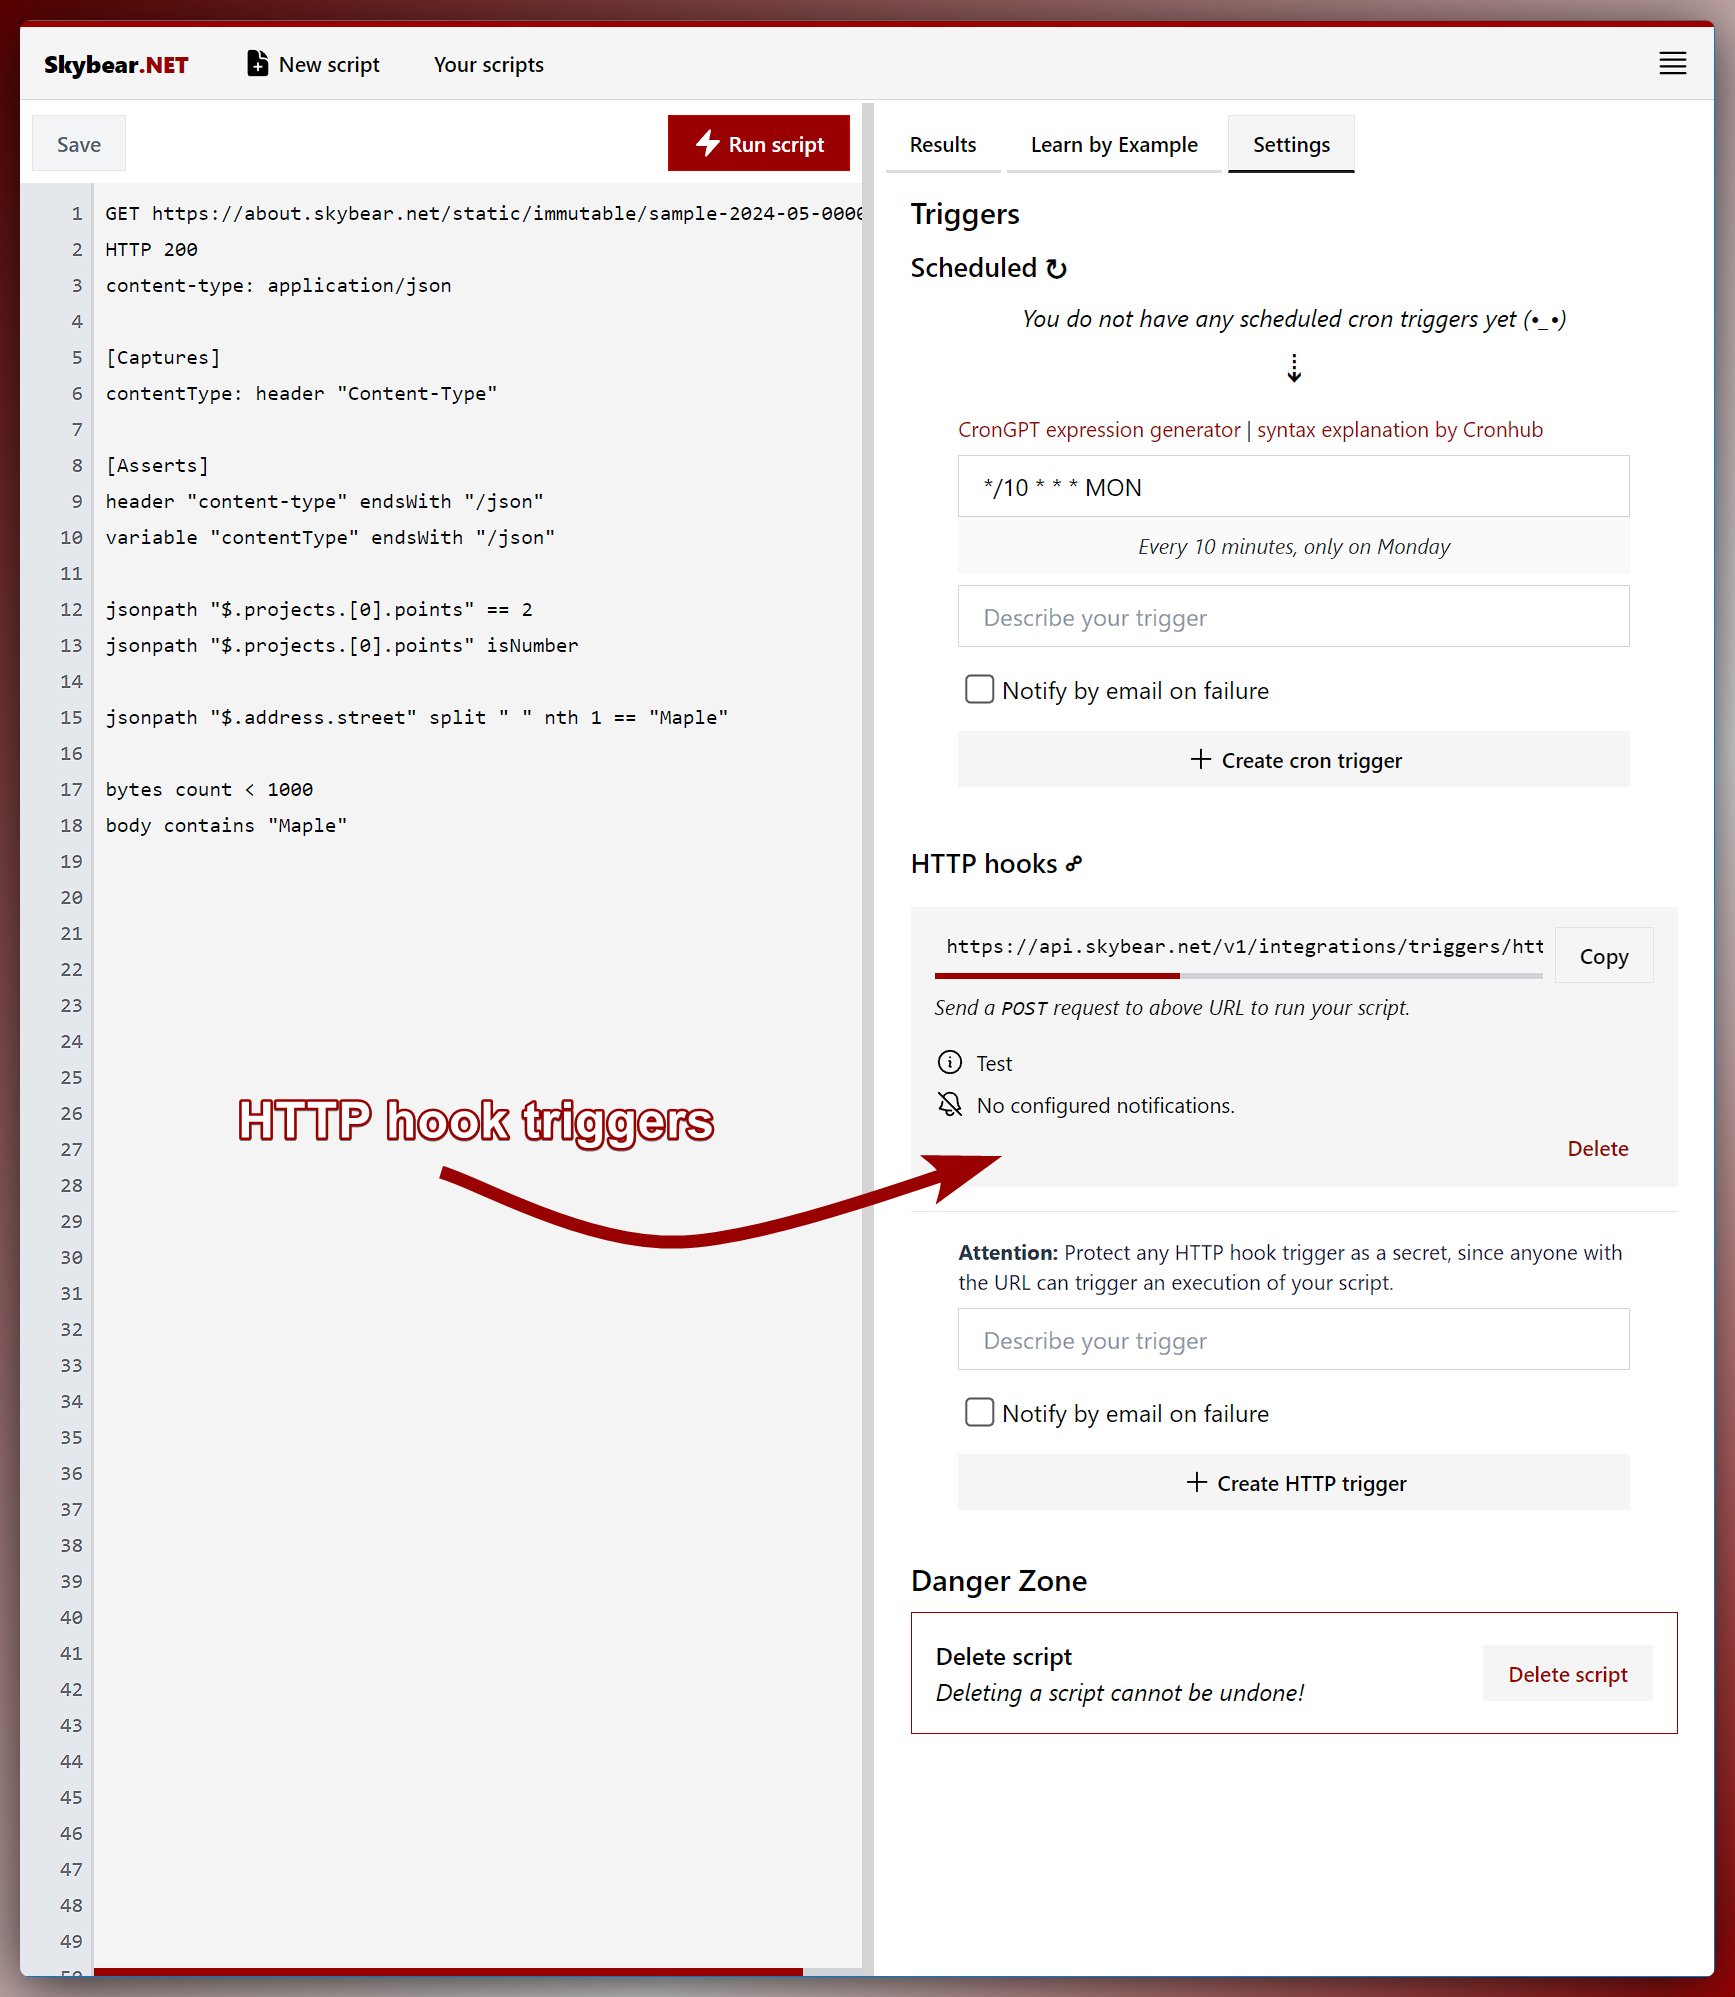 Skybear.NET
New script
Your scripts
Save
Run script
1 GET https://about.skybear.net/static/immutable/sample-2024-05-0000
2 HTTP 200
3 content-type: application/json
4
5 [Captures]
6 contentType: header "Content-Type"
7
8 [Asserts]
9 header "content-type" endsWith "/json"
10 variable "contentType" endsWith "/json"
11
12 jsonpath "$.projects.[0].points" == 2
13 jsonpath "$.projects.[0].points" isNumber
14
15 jsonpath "$.address.street" split " " nth 1 == "Maple"
16
17 bytes count < 1000
18 body contains "Maple"
19
20
21
22
23
24
25
26
27
28
29
30
31
32
33
34
35
36
37
38
39
40
41
42
43
44
45
46
47
48
49
HTTP hook triggers
Results
Learn by Example
Settings
Triggers
Scheduled ↻
You do not have any scheduled cron triggers yet (•_•)
⇣
CronGPT expression generator | syntax explanation by Cronhub
*/10 * * * MON
Every 10 minutes, only on Monday
Describe your trigger
Notify by email on failure
+ Create cron trigger
HTTP hooks
https://api.skybear.net/v1/integrations/triggers/htt
Copy
Send a POST request to above URL to run your script.
Test
No configured notifications.
Delete
Attention: Protect any HTTP hook trigger as a secret, since anyone with
the URL can trigger an execution of your script.
Describe your trigger
Notify by email on failure
+ Create HTTP trigger
Danger Zone
Delete script
Deleting a script cannot be undone!
Delete script